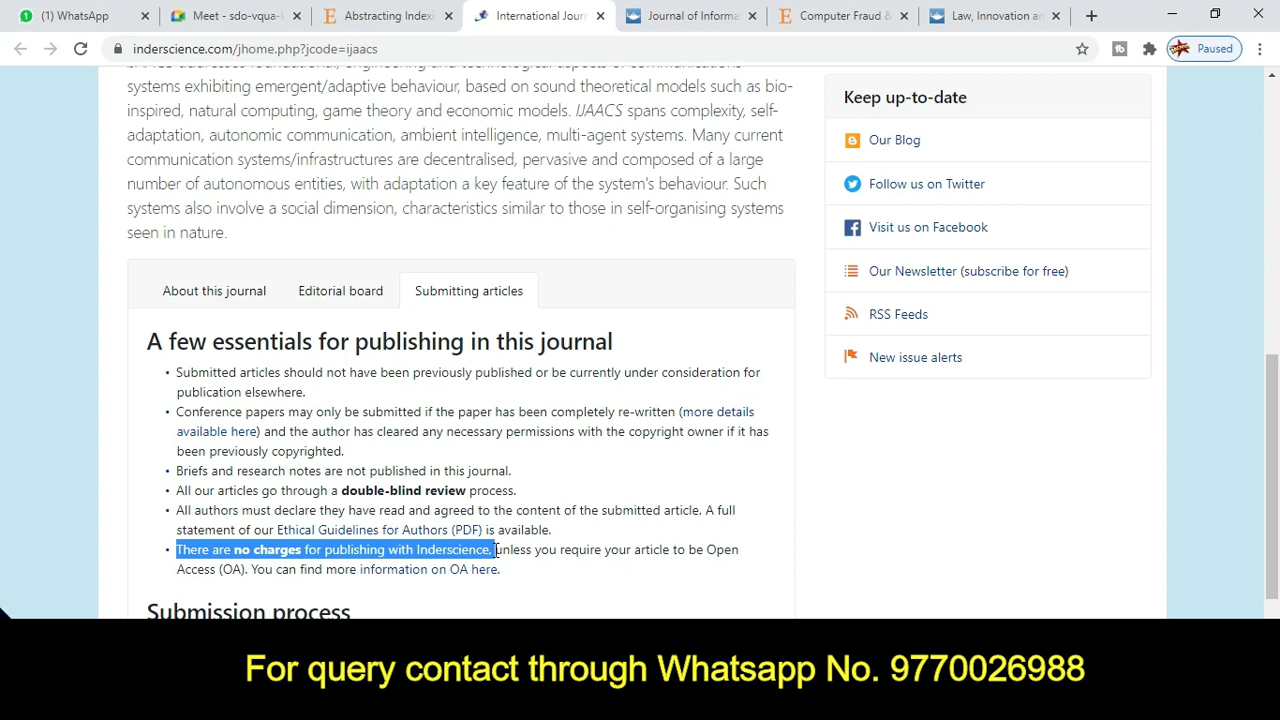 (1) WhatsApp
Meet - sdo-vqua-
Abstracting Indexi
International Jour
Journal of Informa
Computer Fraud &
Law, Innovation an
inderscience.com/jhome.php?jcode=ijaacs
Paused
systems exhibiting emergent/adaptive behaviour, based on sound theoretical models such as bio-
inspired, natural computing, game theory and economic models. IJAACS spans complexity, self-
adaptation, autonomic communication, ambient intelligence, multi-agent systems. Many current
communication systems/infrastructures are decentralised, pervasive and composed of a large
number of autonomous entities, with adaptation a key feature of the system's behaviour. Such
systems also involve a social dimension, characteristics similar to those in self-organising systems
seen in nature.
About this journal
Editorial board
Submitting articles
A few essentials for publishing in this journal
• Submitted articles should not have been previously published or be currently under consideration for
publication elsewhere.
• Conference papers may only be submitted if the paper has been completely re-written (more details
available here) and the author has cleared any necessary permissions with the copyright owner if it has
been previously copyrighted.
• Briefs and research notes are not published in this journal.
• All our articles go through a double-blind review process.
• All authors must declare they have read and agreed to the content of the submitted article. A full
statement of our Ethical Guidelines for Authors (PDF) is available.
• There are no charges for publishing with Inderscience, unless you require your article to be Open
Access (OA). You can find more information on OA here.
Submission process
Keep up-to-date
Our Blog
Follow us on Twitter
Visit us on Facebook
Our Newsletter (subscribe for free)
RSS Feeds
New issue alerts
For query contact through Whatsapp No. 9770026988